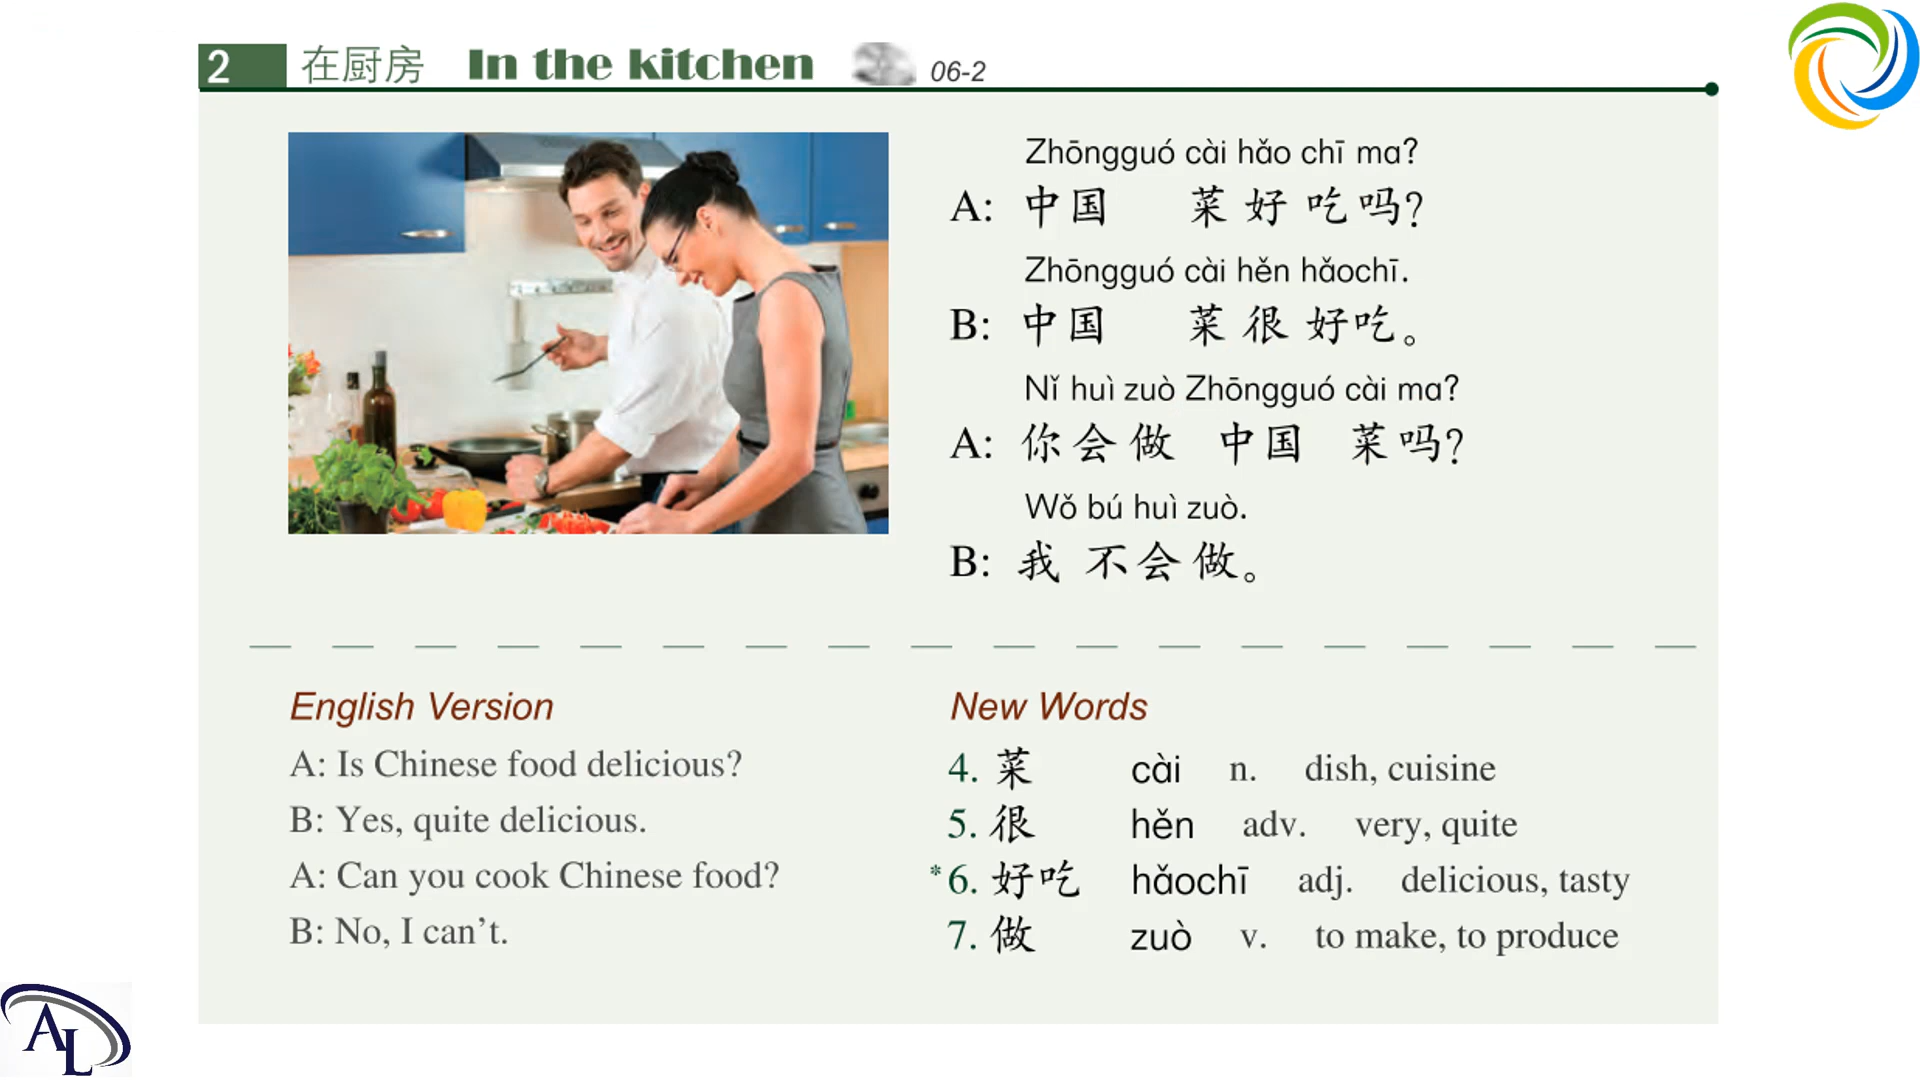 2 在厨房 In the kitchen 06-2
Zhōngguó cài hǎo chī ma?
A: 中国 菜 好 吃 吗?
Zhōngguó cài hěn hǎochī.
B: 中国 菜 很 好吃。
Nǐ huì zuò Zhōngguó cài ma?
A: 你 会 做 中国 菜 吗?
Wǒ bú huì zuò.
B: 我 不 会 做。
English Version
A: Is Chinese food delicious?
B: Yes, quite delicious.
A: Can you cook Chinese food?
B: No, I can’t.
New Words
4. 菜 cài n. dish, cuisine
5. 很 hěn adv. very, quite
*6. 好吃 hǎochī adj. delicious, tasty
7. 做 zuò v. to make, to produce
AL